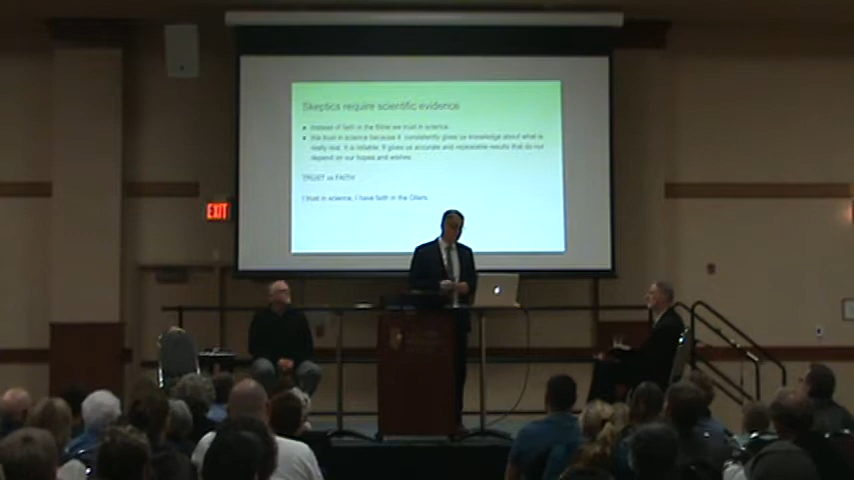 Skeptics require scientific evidence
• Instead of faith in the Bible we trust in science.
• We trust in science because it consistently gives us knowledge about what is
really real. It is reliable. It gives us accurate and repeatable results that do not
depend on our hopes and wishes.
TRUST vs FAITH
I trust in science, I have faith in the Oilers.
EXIT